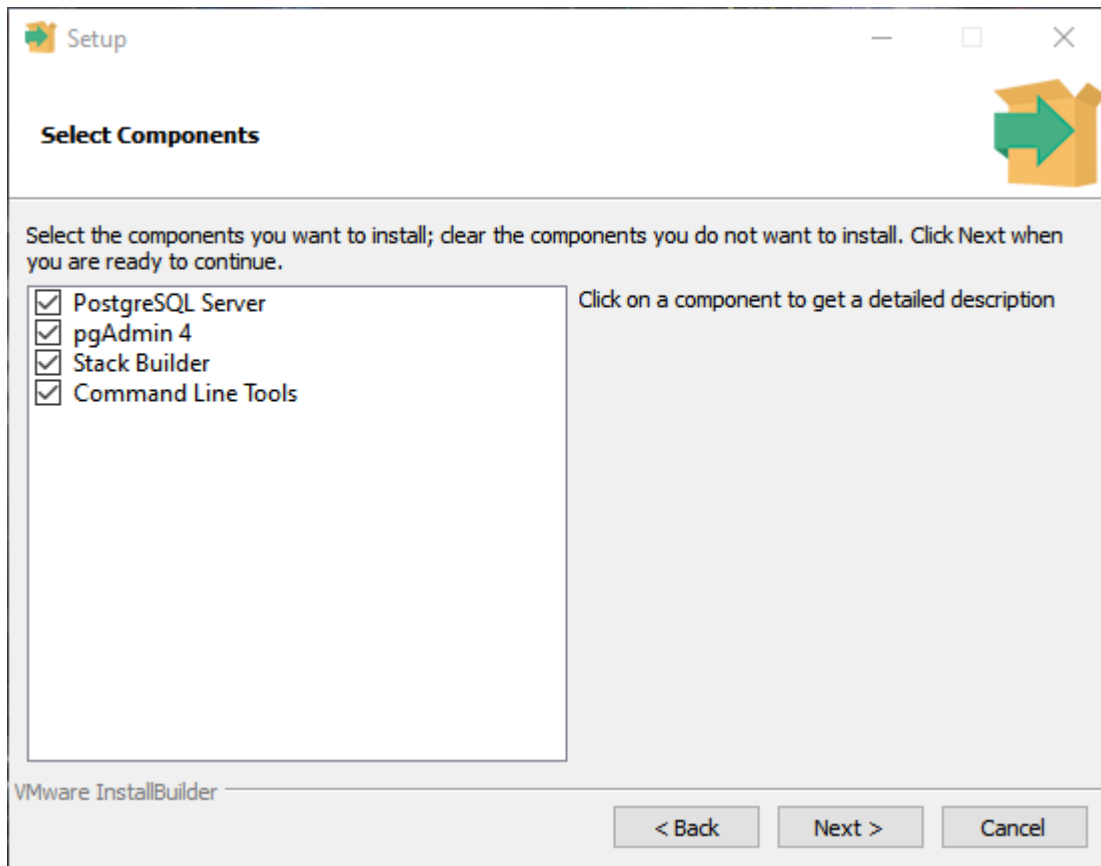 Setup
Select Components
Select the components you want to install; clear the components you do not want to install. Click Next when
you are ready to continue.
PostgreSQL Server
pgAdmin 4
Stack Builder
Command Line Tools
Click on a component to get a detailed description
VMware InstallBuilder
< Back
Next >
Cancel